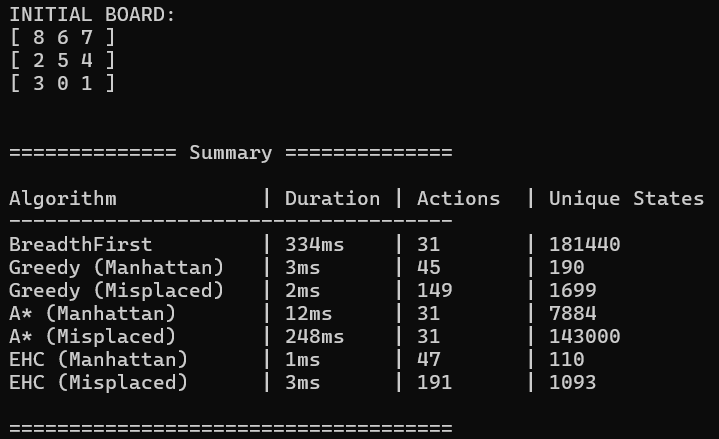 INITIAL BOARD:
[ 8 6 7 ]
[ 2 5 4 ]
[ 3 0 1 ]
============== Summary ==============
Algorithm | Duration | Actions | Unique States
-------------------------------------
BreadthFirst | 334ms | 31 | 181440
Greedy (Manhattan) | 3ms | 45 | 190
Greedy (Misplaced) | 2ms | 149 | 1699
A* (Manhattan) | 12ms | 31 | 7884
A* (Misplaced) | 248ms | 31 | 143000
EHC (Manhattan) | 1ms | 47 | 110
EHC (Misplaced) | 3ms | 191 | 1093
=====================================